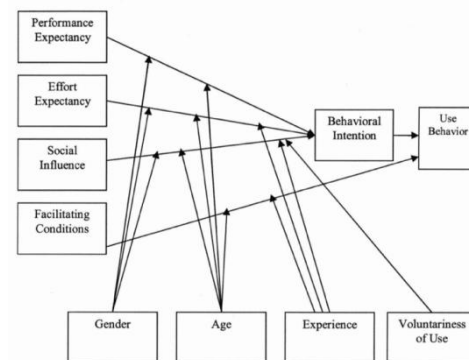 Performance
Expectancy
Effort
Expectancy
Social
Influence
Facilitating
Conditions
Behavioral
Intention
Use
Behavior
Gender
Age
Experience
Voluntariness
of Use